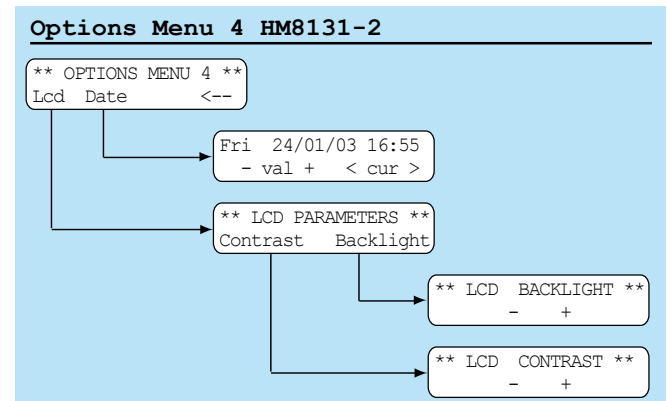 Options Menu 4 HM8131-2
** OPTIONS MENU 4 **
Lcd Date <--
Fri 24/01/03 16:55
- val + < cur >
** LCD PARAMETERS **
Contrast Backlight
** LCD BACKLIGHT **
- +
** LCD CONTRAST **
- +